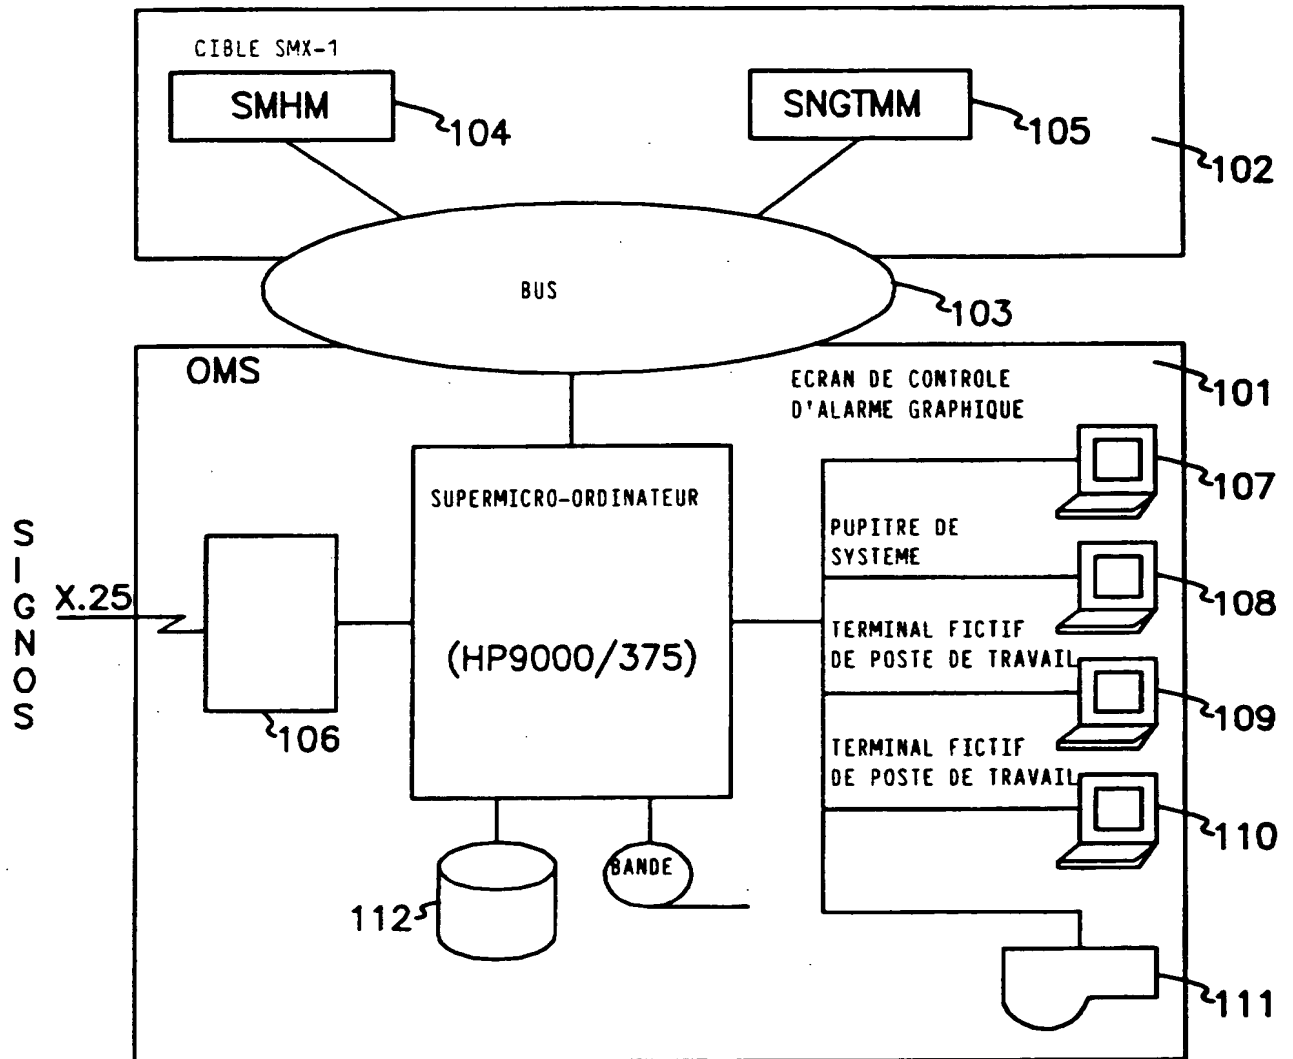 CIBLE SMX-1
SMHM
104
SNGTMM
105
102
BUS
103
OMS
ECRAN DE CONTROLE
D'ALARME GRAPHIQUE
101
107
SUPERMICRO-ORDINATEUR
(HP9000/375)
PUPITRE DE
SYSTEME
108
SIGNOS
X.25
106
TERMINAL FICTIF
DE POSTE DE TRAVAIL
109
TERMINAL FICTIF
DE POSTE DE TRAVAIL
110
112
BANDE
111